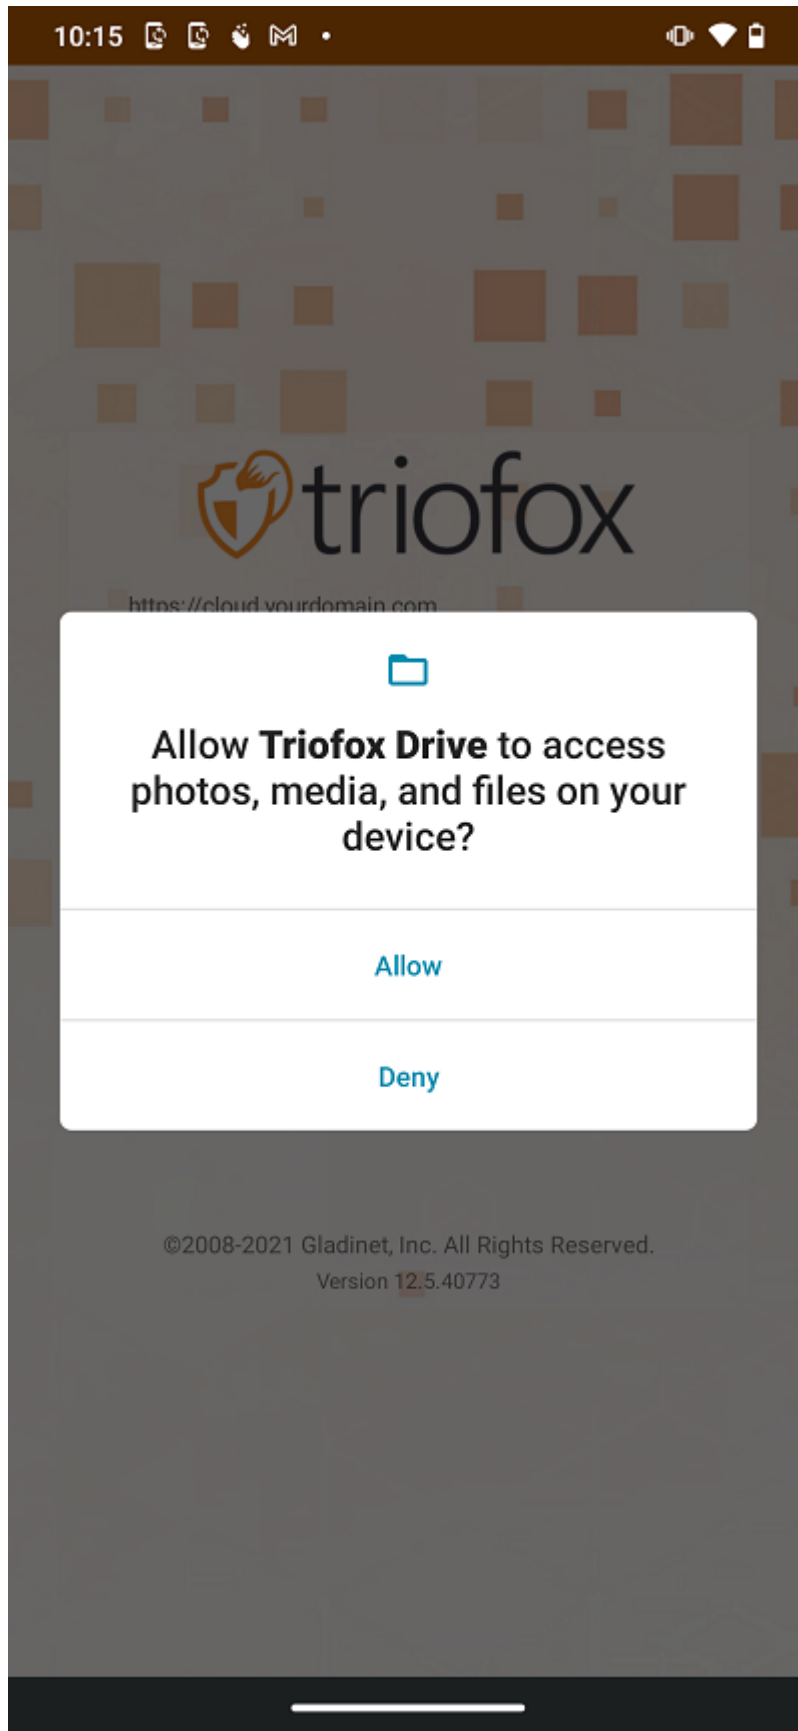 10:15
triofox
https://cloud.yourdomain.com
Allow Triofox Drive to access
photos, media, and files on your
device?
Allow
Deny
©2008-2021 Gladinet, Inc. All Rights Reserved.
Version 12.5.40773